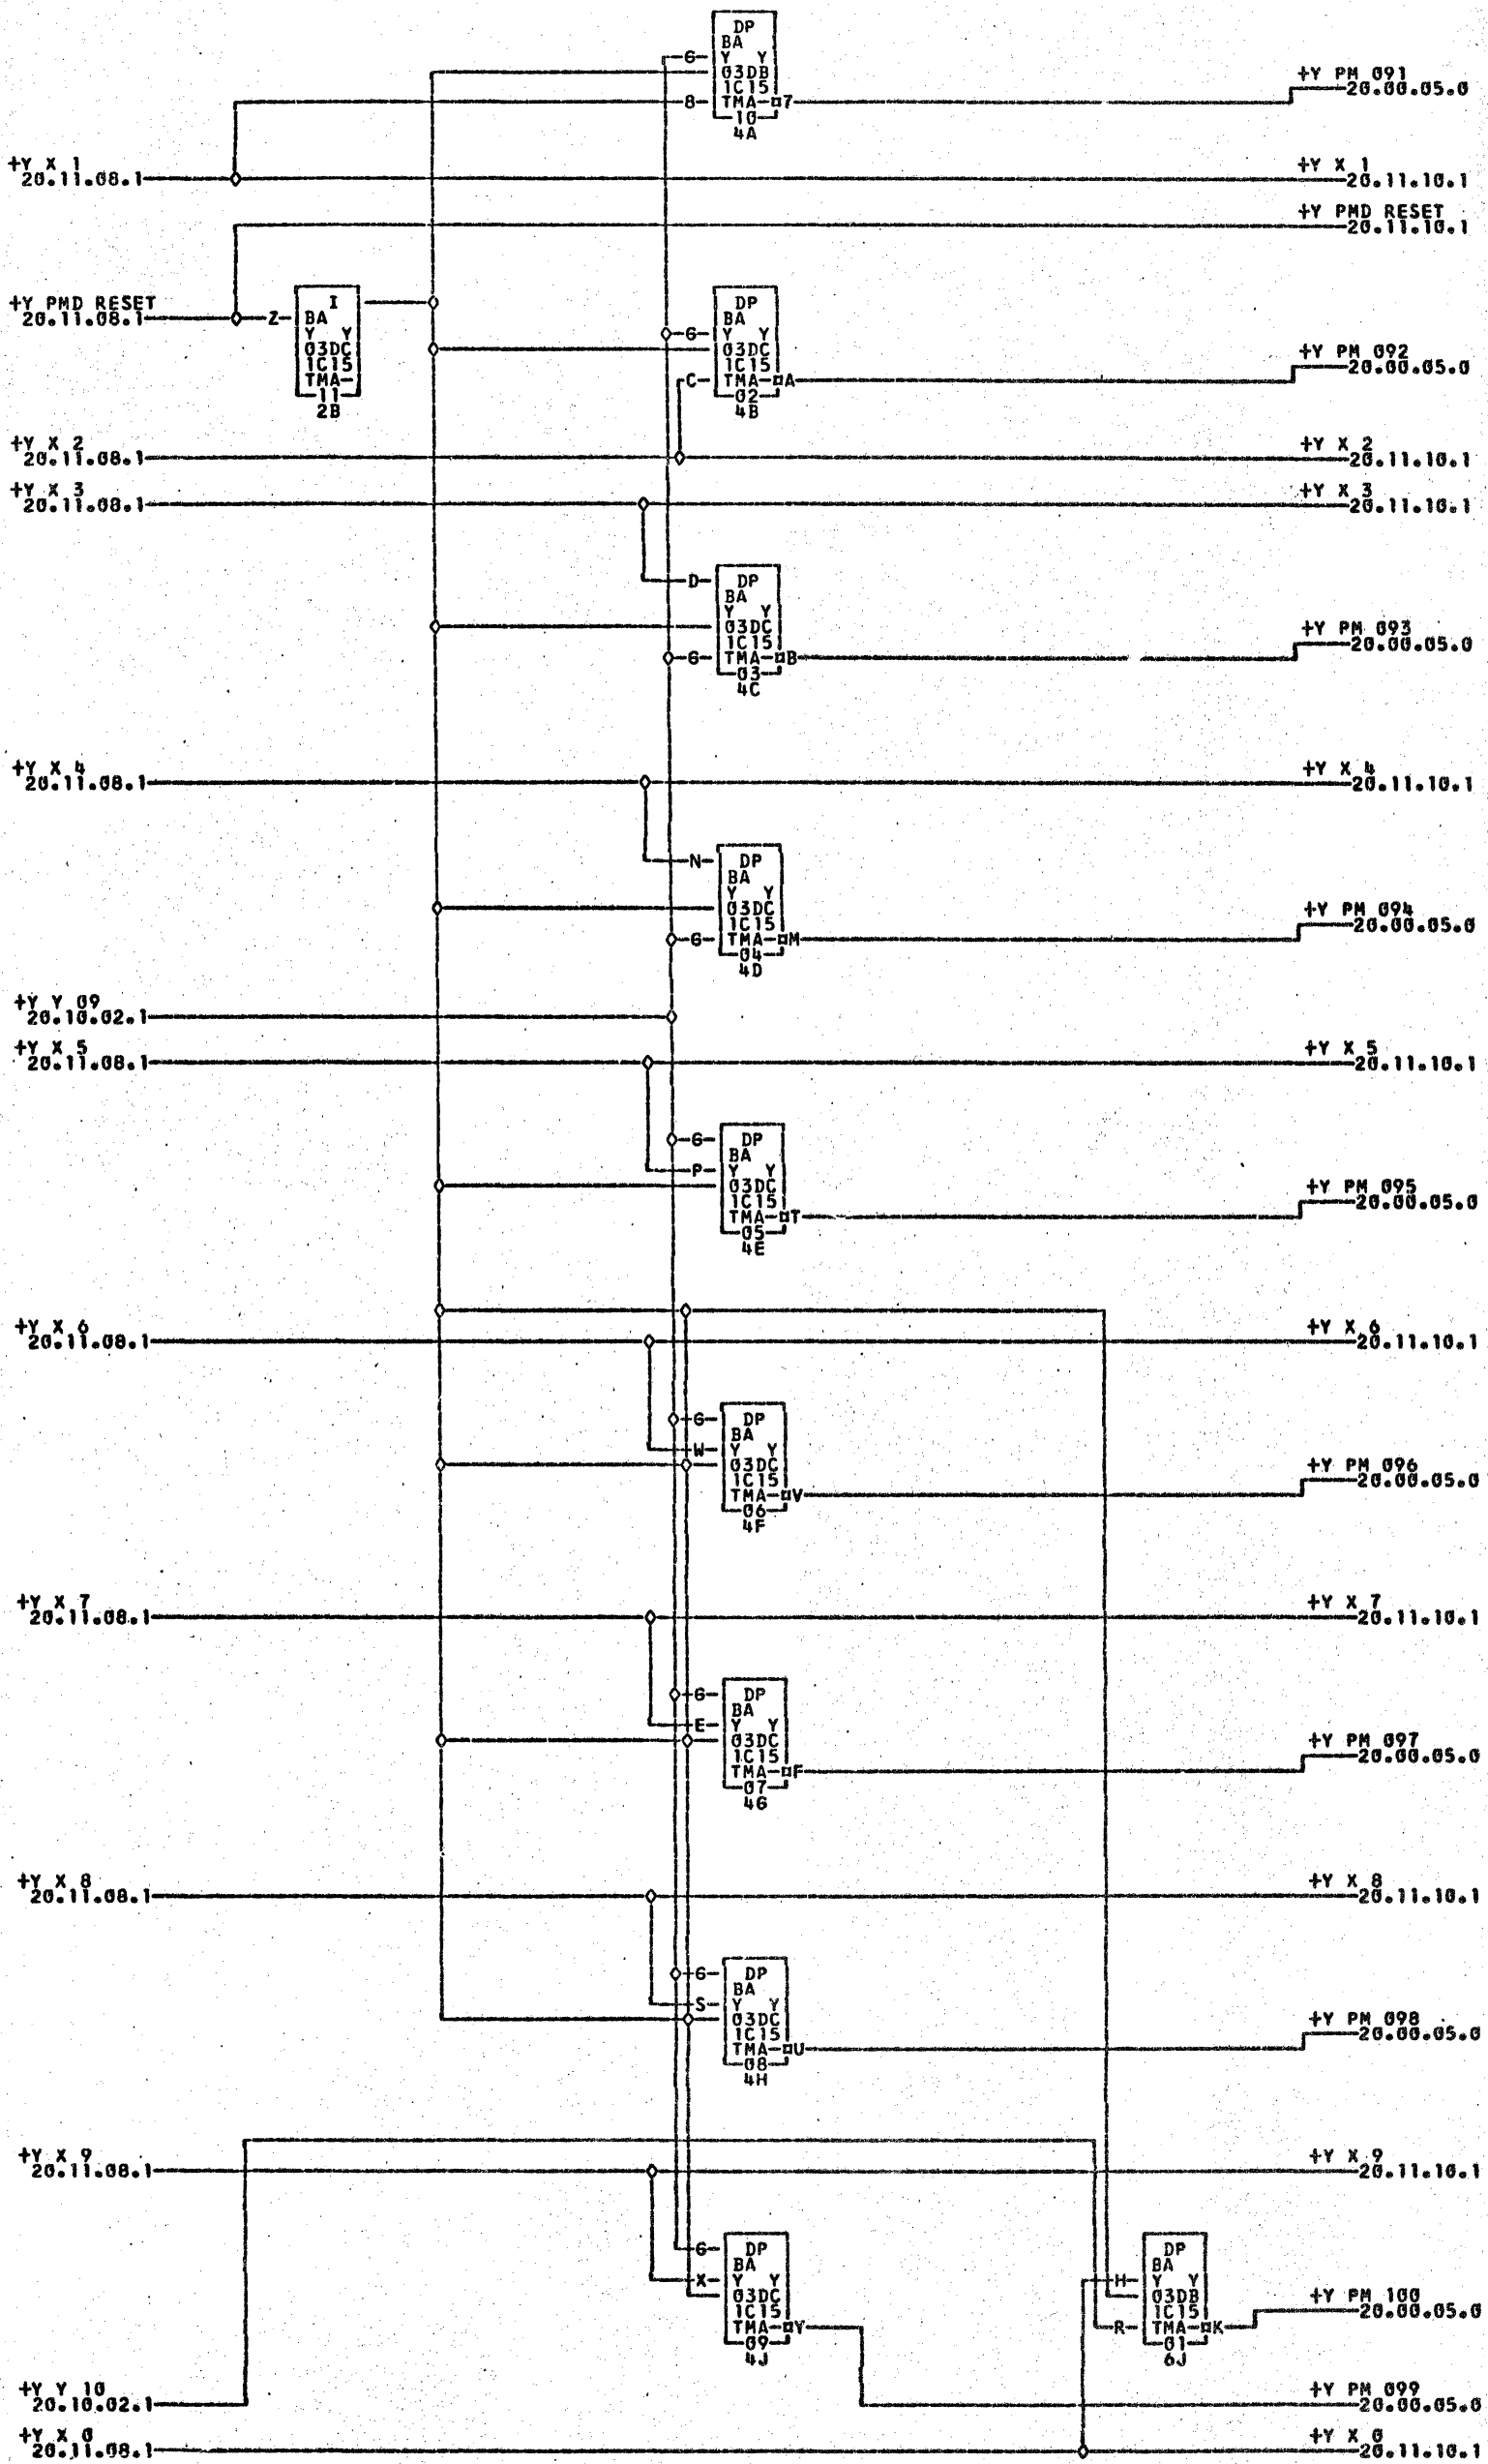 DP
BA
6 Y Y
03DB
1C15
8 TMA 7
10
4A
+Y PM 091
20.00.05.0
+Y X 1
20.11.08.1
+Y X 1
20.11.10.1
+Y PMD RESET
20.11.10.1
+Y PMD RESET
20.11.08.1
I
Z BA
Y Y
03DC
1C15
TMA
11
2B
DP
BA
6 Y Y
03DC
1C15
C TMA A
02
4B
+Y PM 092
20.00.05.0
+Y X 2
20.11.08.1
+Y X 2
20.11.10.1
+Y X 3
20.11.08.1
+Y X 3
20.11.10.1
D DP
BA
Y Y
03DC
1C15
6 TMA B
03
4C
+Y PM 093
20.00.05.0
+Y X 4
20.11.08.1
+Y X 4
20.11.10.1
N DP
BA
Y Y
03DC
1C15
6 TMA M
04
4D
+Y PM 094
20.00.05.0
+Y Y 09
20.10.02.1
+Y X 5
20.11.08.1
+Y X 5
20.11.10.1
6 DP
BA
P Y Y
03DC
1C15
TMA T
05
4E
+Y PM 095
20.00.05.0
+Y X 6
20.11.08.1
+Y X 6
20.11.10.1
6 DP
BA
W Y Y
03DC
1C15
TMA V
06
4F
+Y PM 096
20.00.05.0
+Y X 7
20.11.08.1
+Y X 7
20.11.10.1
6 DP
BA
E Y Y
03DC
1C15
TMA F
07
4G
+Y PM 097
20.00.05.0
+Y X 8
20.11.08.1
+Y X 8
20.11.10.1
6 DP
BA
S Y Y
03DC
1C15
TMA U
08
4H
+Y PM 098
20.00.05.0
+Y X 9
20.11.08.1
+Y X 9
20.11.10.1
6 DP
BA
X Y Y
03DC
1C15
TMA Y
09
4J
DP
BA
H Y Y
03DB
1C15
R TMA K
01
6J
+Y PM 100
20.00.05.0
+Y Y 10
20.10.02.1
+Y PM 099
20.00.05.0
+Y X 0
20.11.08.1
+Y X 0
20.11.10.1